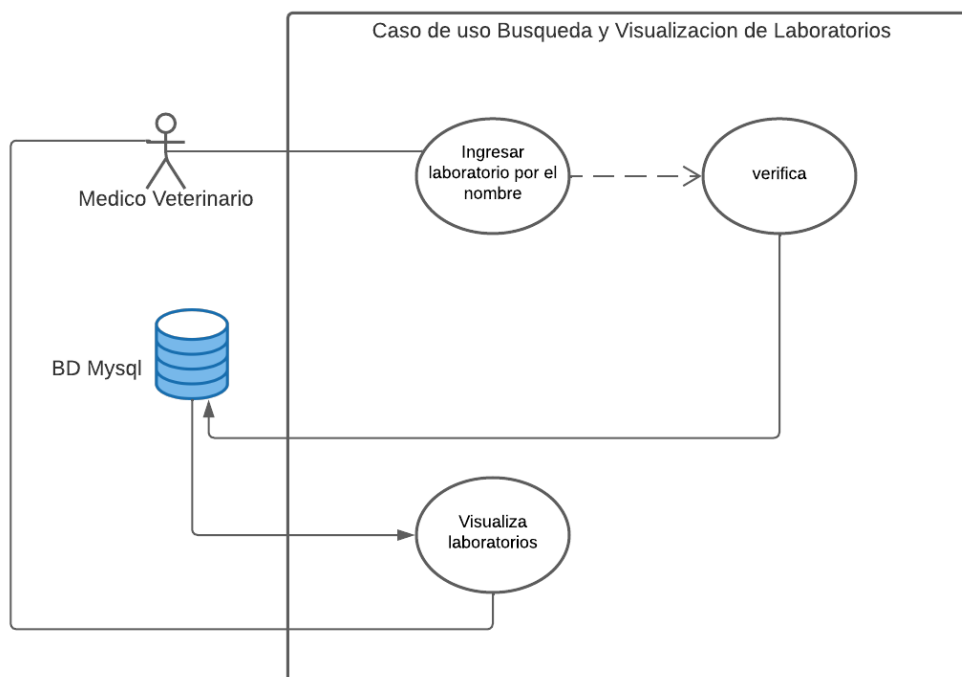 Caso de uso Busqueda y Visualizacion de Laboratorios
Ingresar
laboratorio por el
nombre
verifica
Medico Veterinario
BD Mysql
Visualiza
laboratorios